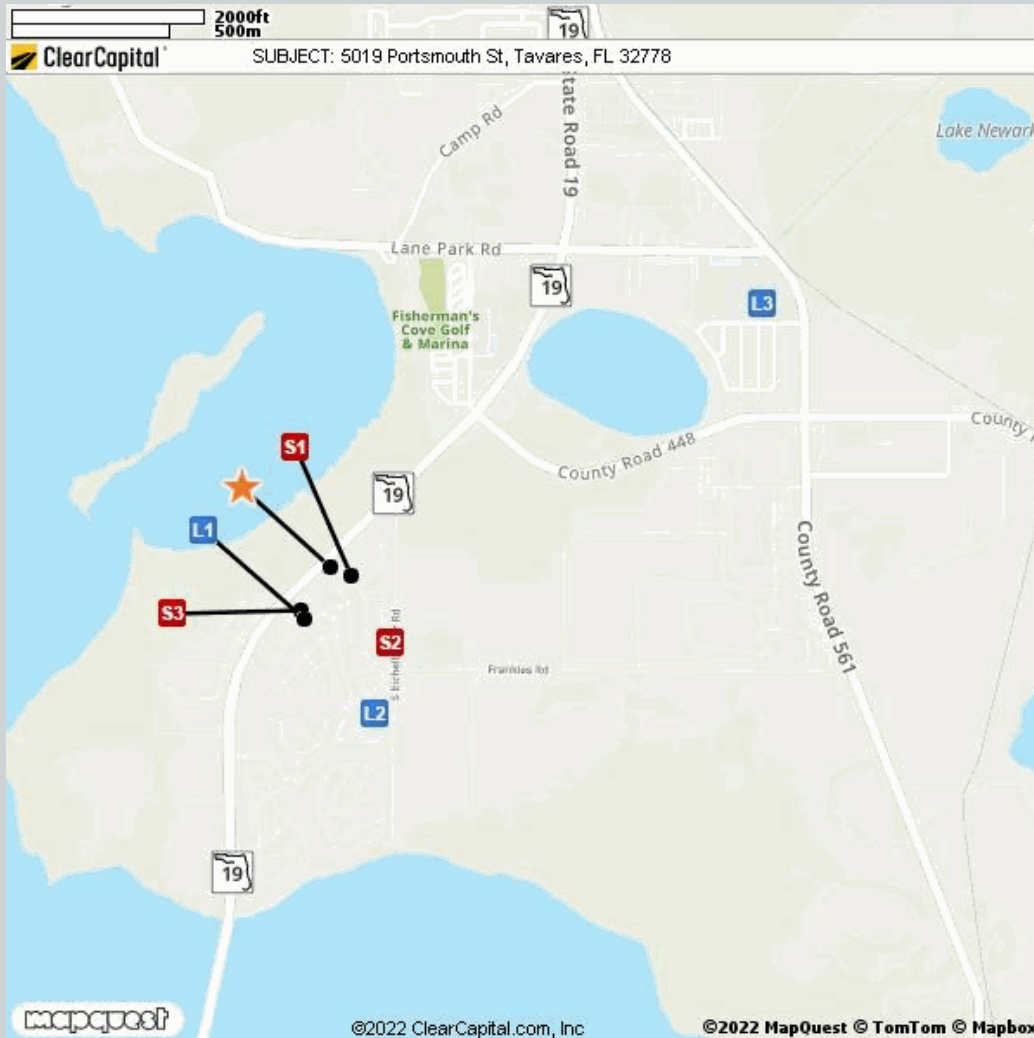 2000ft
500m
19
ClearCapital
SUBJECT: 5019 Portsmouth St, Tavares, FL 32778
State Road 19
Camp Rd
Lake Newark
Lane Park Rd
19
L3
Fisherman's
Cove Golf
& Marina
County Road 448
County R
S1
19
L1
County Road 561
S3
S2
Frankies Rd
L2
19
mapquest
©2022 ClearCapital.com, Inc
©2022 MapQuest © TomTom © Mapbox